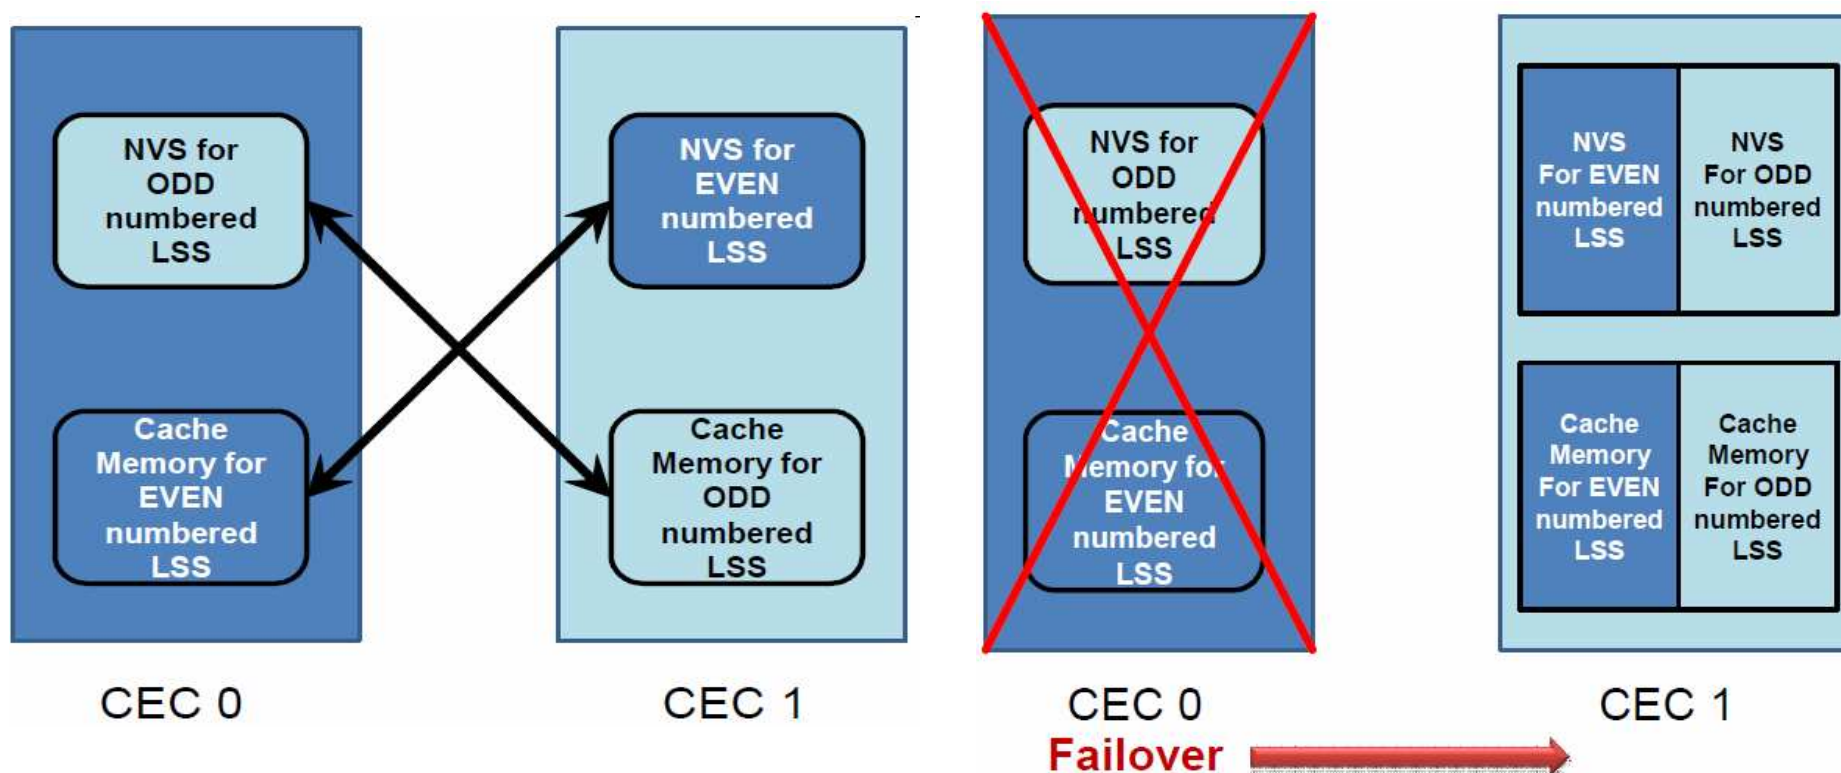 NVS for
ODD
numbered
LSS
Cache
Memory for
EVEN
numbered
LSS
CEC 0
NVS for
EVEN
numbered
LSS
Cache
Memory for
ODD
numbered
LSS
CEC 1
NVS for
ODD
numbered
LSS
Cache
Memory for
EVEN
numbered
LSS
CEC 0
NVS
For EVEN
numbered
LSS
NVS
For ODD
numbered
LSS
Cache
Memory
For EVEN
numbered
LSS
Cache
Memory
For ODD
numbered
LSS
CEC 1
Failover